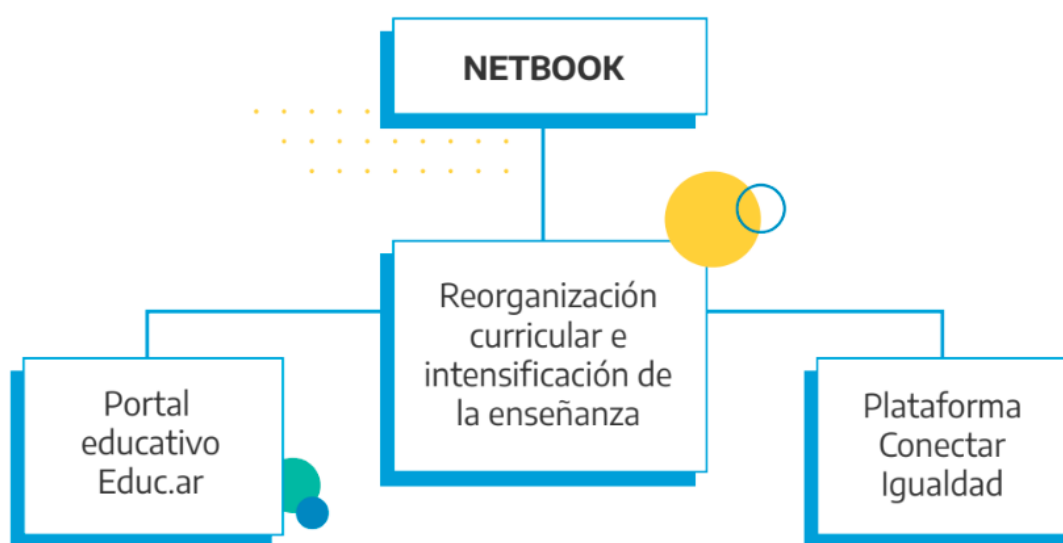 NETBOOK
Reorganización
curricular e
intensificación de
la enseñanza
Portal
educativo
Educ.ar
Plataforma
Conectar
Igualdad